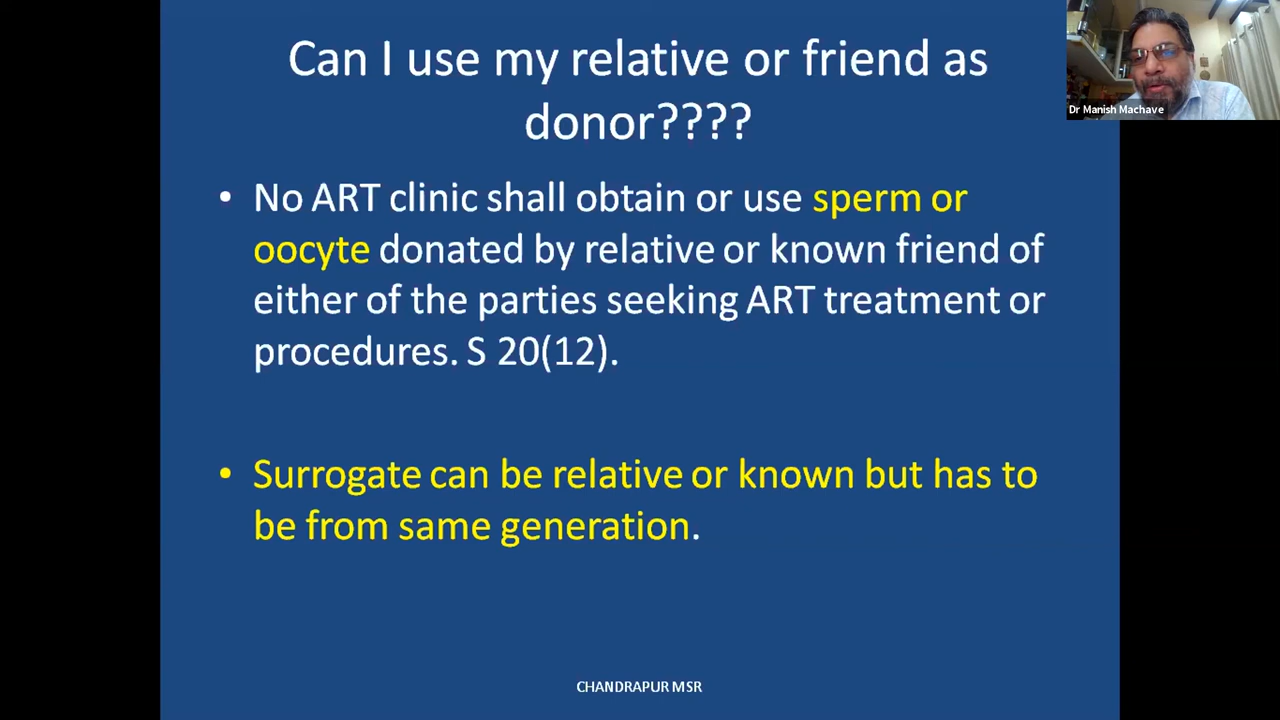 Can I use my relative or friend as
donor????
Dr Manish Machave
• No ART clinic shall obtain or use sperm or
oocyte donated by relative or known friend of
either of the parties seeking ART treatment or
procedures. S 20(12).
• Surrogate can be relative or known but has to
be from same generation.
CHANDRAPUR MSR